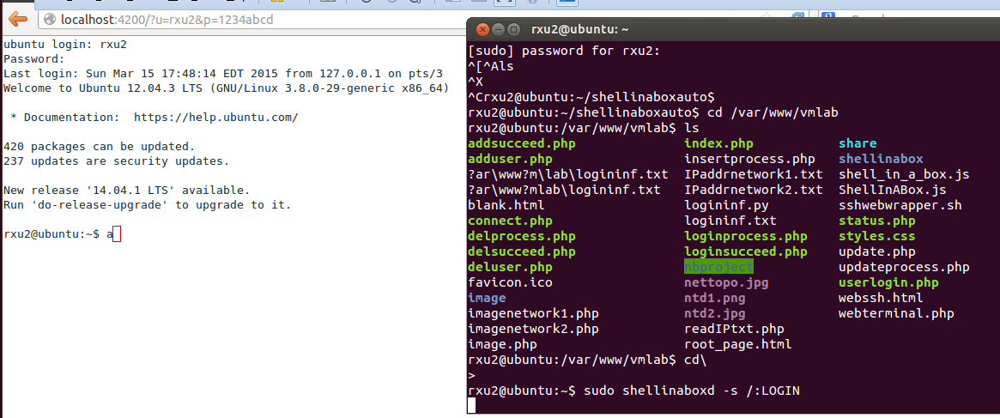 localhost:4200/?u=rxu2&p=1234abcd
ubuntu login: rxu2
Password:
Last login: Sun Mar 15 17:48:14 EDT 2015 from 127.0.0.1 on pts/3
Welcome to Ubuntu 12.04.3 LTS (GNU/Linux 3.8.0-29-generic x86_64)
* Documentation:  https://help.ubuntu.com/
420 packages can be updated.
237 updates are security updates.
New release '14.04.1 LTS' available.
Run 'do-release-upgrade' to upgrade to it.
rxu2@ubuntu:~$ a
rxu2@ubuntu: ~
[sudo] password for rxu2:
^[^Als
^X
^Crxu2@ubuntu:~/shellinaboxauto$
rxu2@ubuntu:~/shellinaboxauto$ cd /var/www/vmlab
rxu2@ubuntu:/var/www/vmlab$ ls
addsucceed.php index.php share
adduser.php insertprocess.php shellinabox
?ar\www?m\lab\logininf.txt IPaddrnetwork1.txt shell_in_a_box.js
?ar\www?mlab\logininf.txt IPaddrnetwork2.txt ShellInABox.js
blank.html logininf.py sshwebwrapper.sh
connect.php logininf.txt status.php
delprocess.php loginprocess.php styles.css
delsucceed.php loginsucceed.php update.php
deluser.php nbproject updateprocess.php
favicon.ico nettopo.jpg userlogin.php
image ntd1.png webssh.html
imagenetwork1.php ntd2.jpg webterminal.php
imagenetwork2.php readIPtxt.php
image.php root_page.html
rxu2@ubuntu:/var/www/vmlab$ cd\
>
rxu2@ubuntu:~$ sudo shellinaboxd -s /:LOGIN